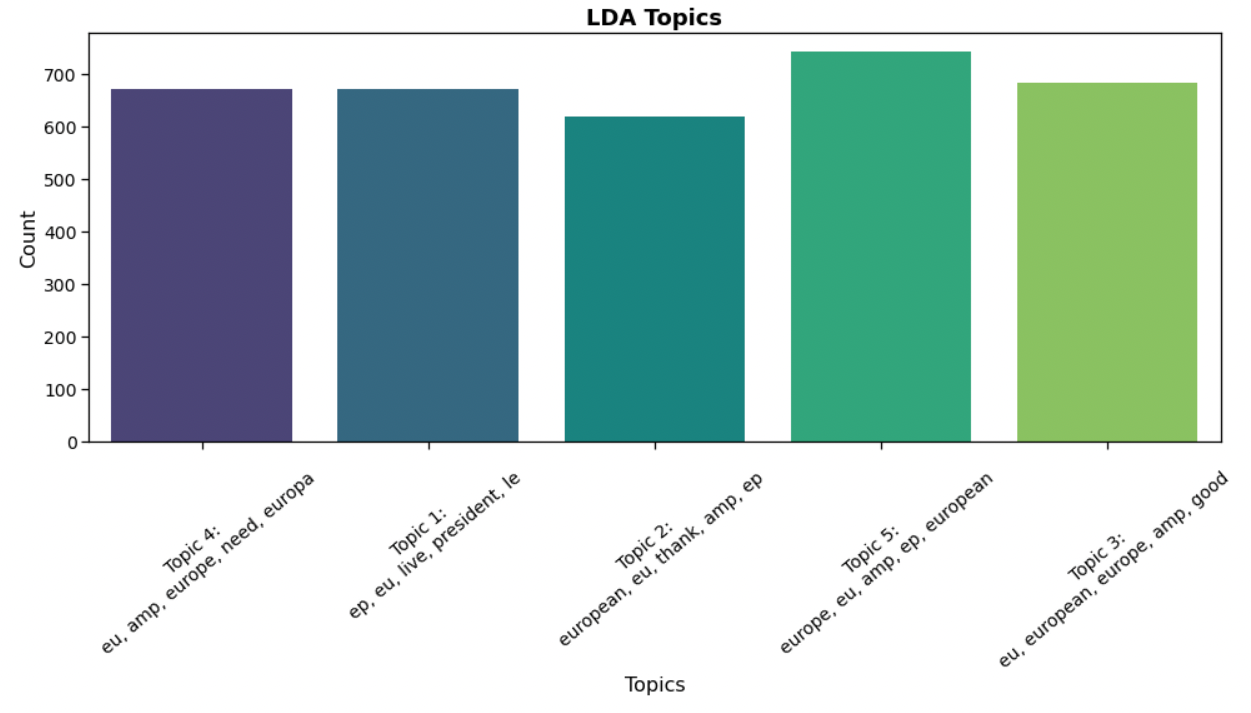 LDA Topics
Count
700
600
500
400
300
200
100
0
Topic 4:
eu, amp, europe, need, europa
Topic 1:
ep, eu, live, president, le
Topic 2:
european, eu, thank, amp, ep
Topic 5:
europe, eu, amp, ep, european
Topic 3:
eu, european, europe, amp, good
Topics